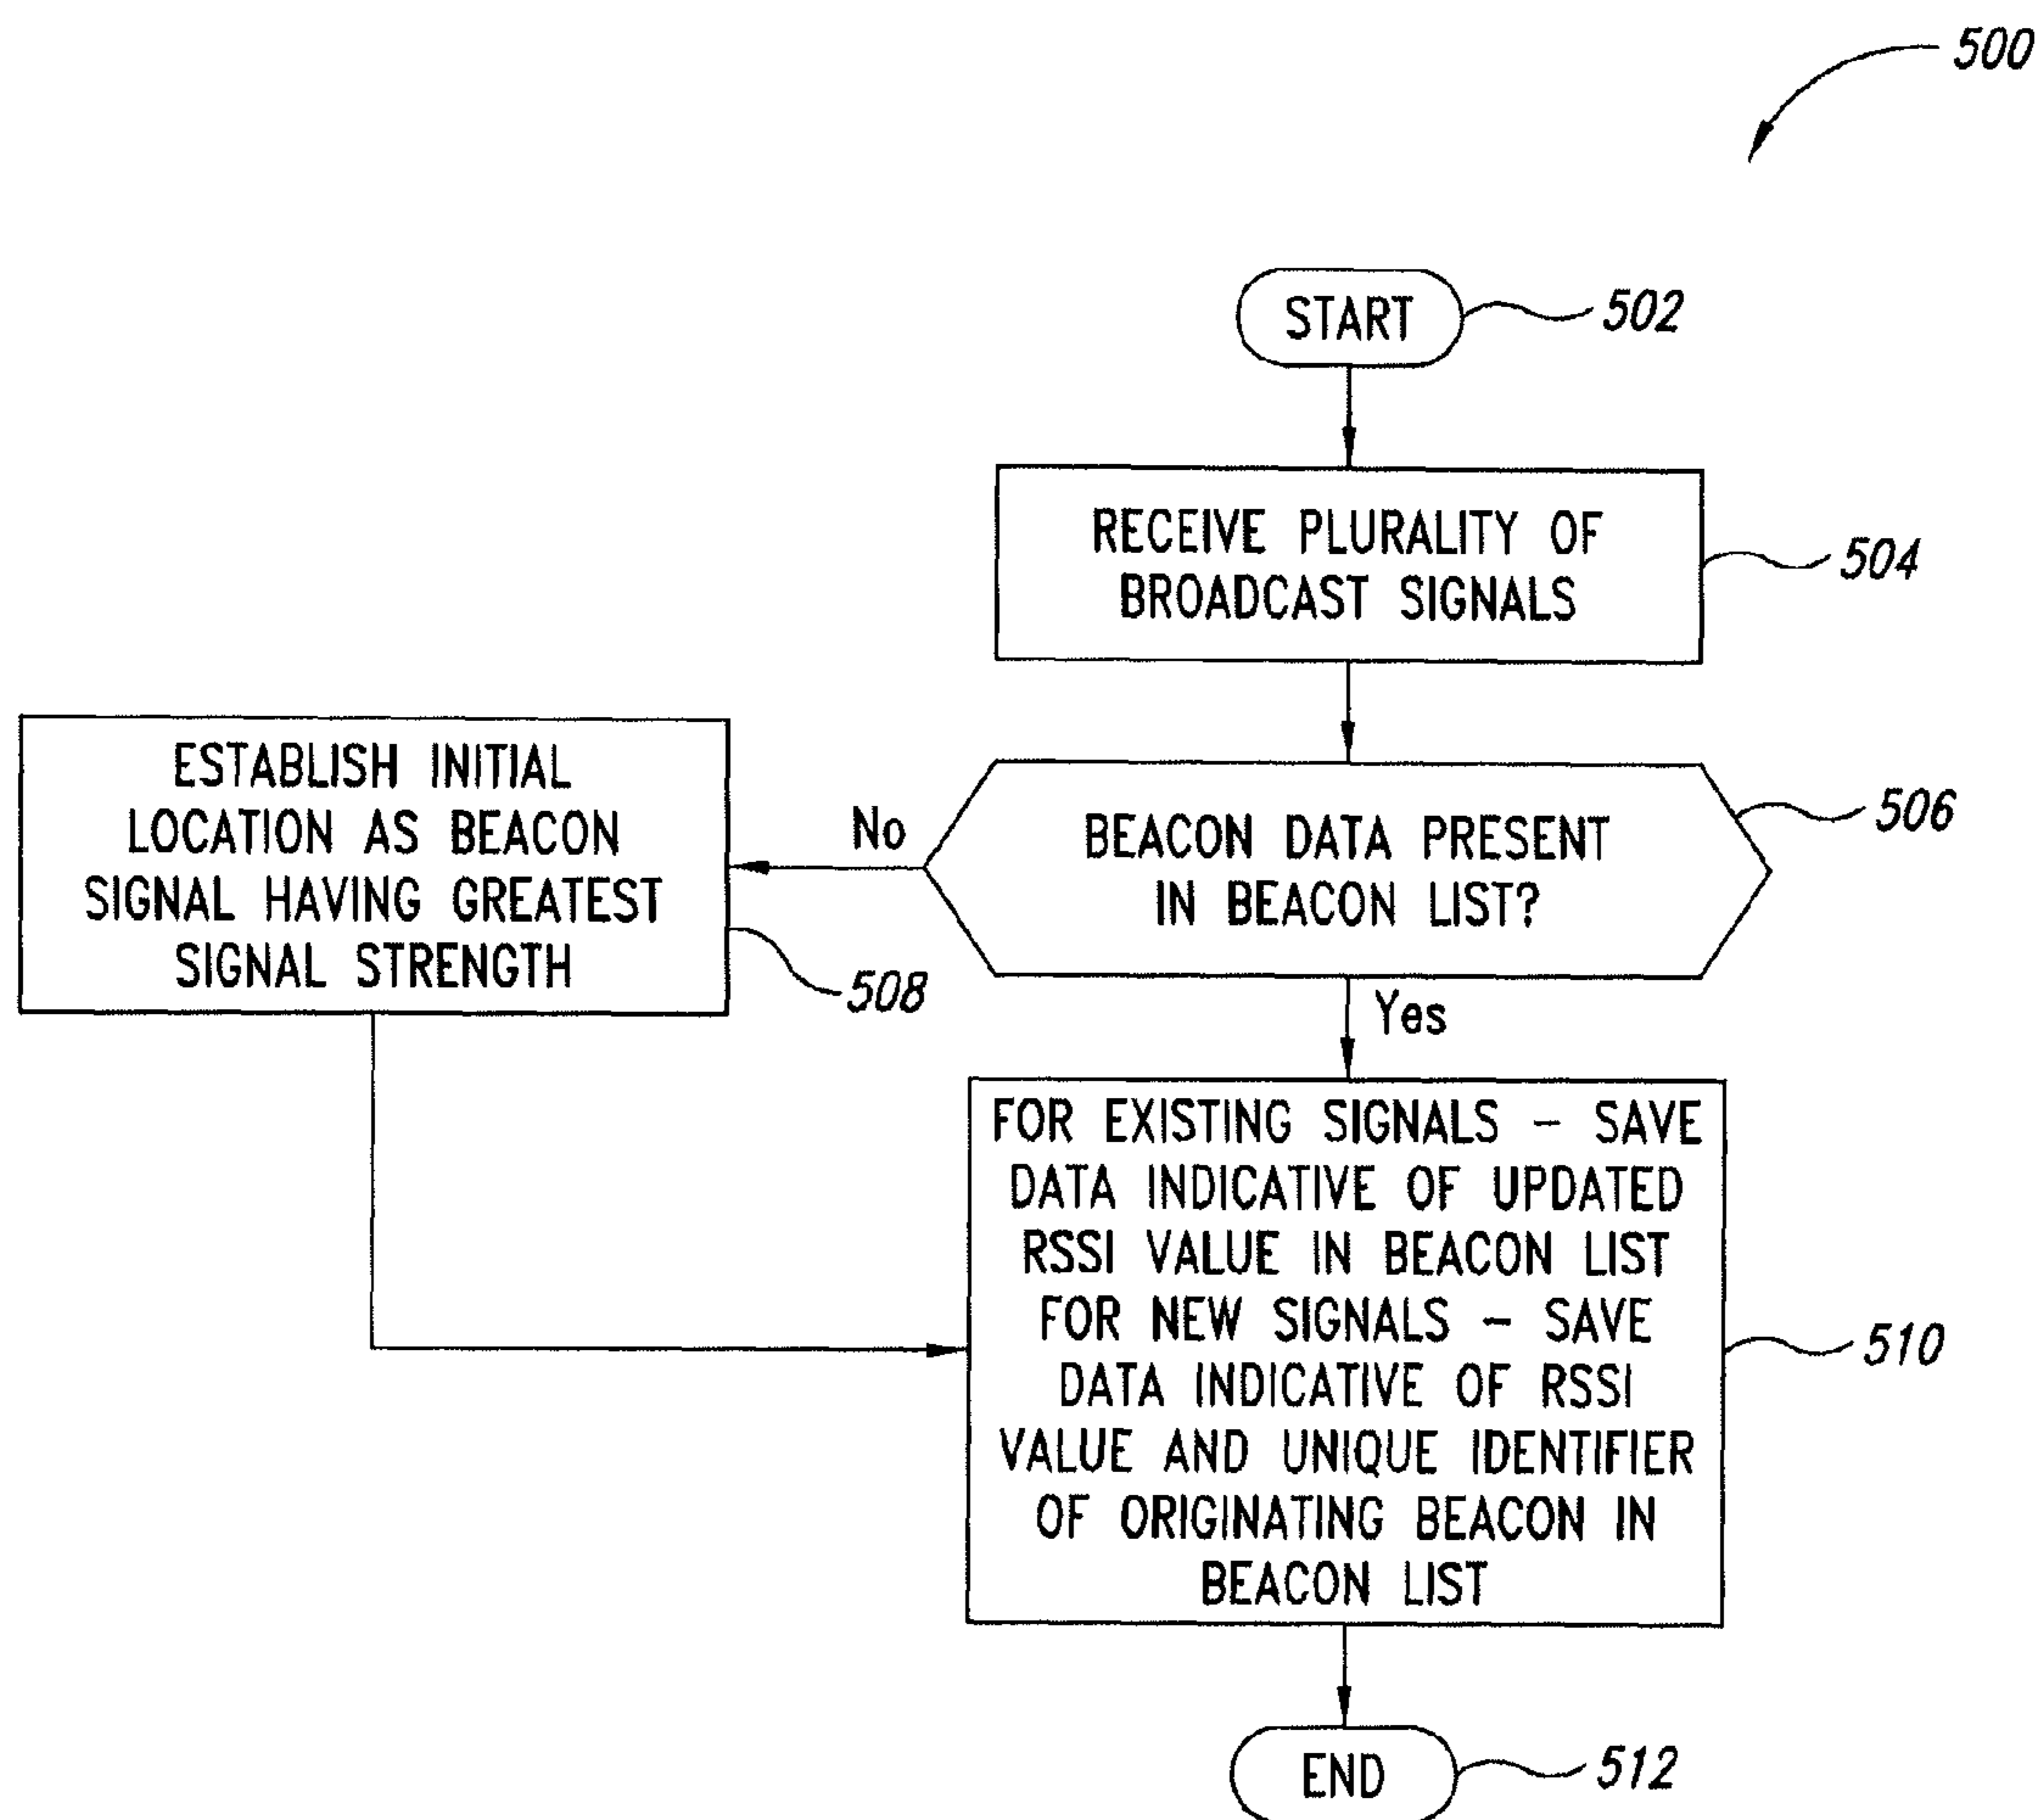 500
START
502
RECEIVE PLURALITY OF
BROADCAST SIGNALS
504
BEACON DATA PRESENT
IN BEACON LIST?
506
No
ESTABLISH INITIAL
LOCATION AS BEACON
SIGNAL HAVING GREATEST
SIGNAL STRENGTH
508
Yes
FOR EXISTING SIGNALS – SAVE
DATA INDICATIVE OF UPDATED
RSSI VALUE IN BEACON LIST
FOR NEW SIGNALS – SAVE
DATA INDICATIVE OF RSSI
VALUE AND UNIQUE IDENTIFIER
OF ORIGINATING BEACON IN
BEACON LIST
510
END
512